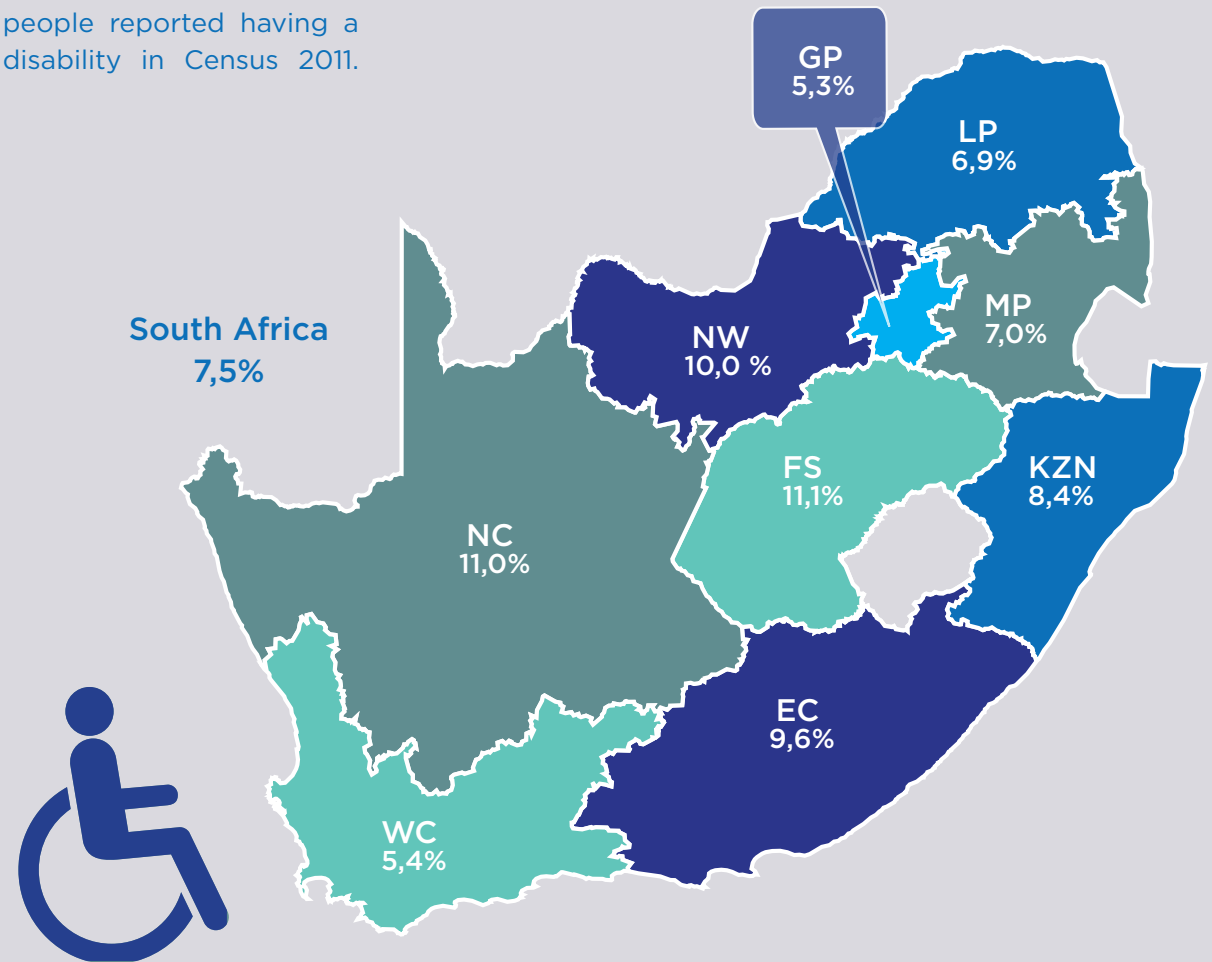 people reported having a
disability in Census 2011.
GP
5,3%
LP
6,9%
South Africa
7,5%
NW
10,0 %
MP
7,0%
FS
11,1%
KZN
8,4%
NC
11,0%
EC
9,6%
WC
5,4%